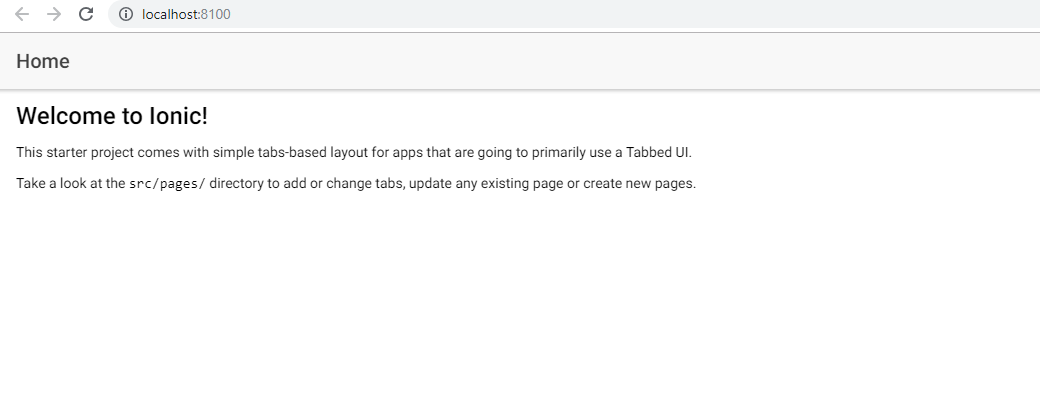 localhost:8100
Home
Welcome to Ionic!
This starter project comes with simple tabs-based layout for apps that are going to primarily use a Tabbed UI.
Take a look at the src/pages/ directory to add or change tabs, update any existing page or create new pages.